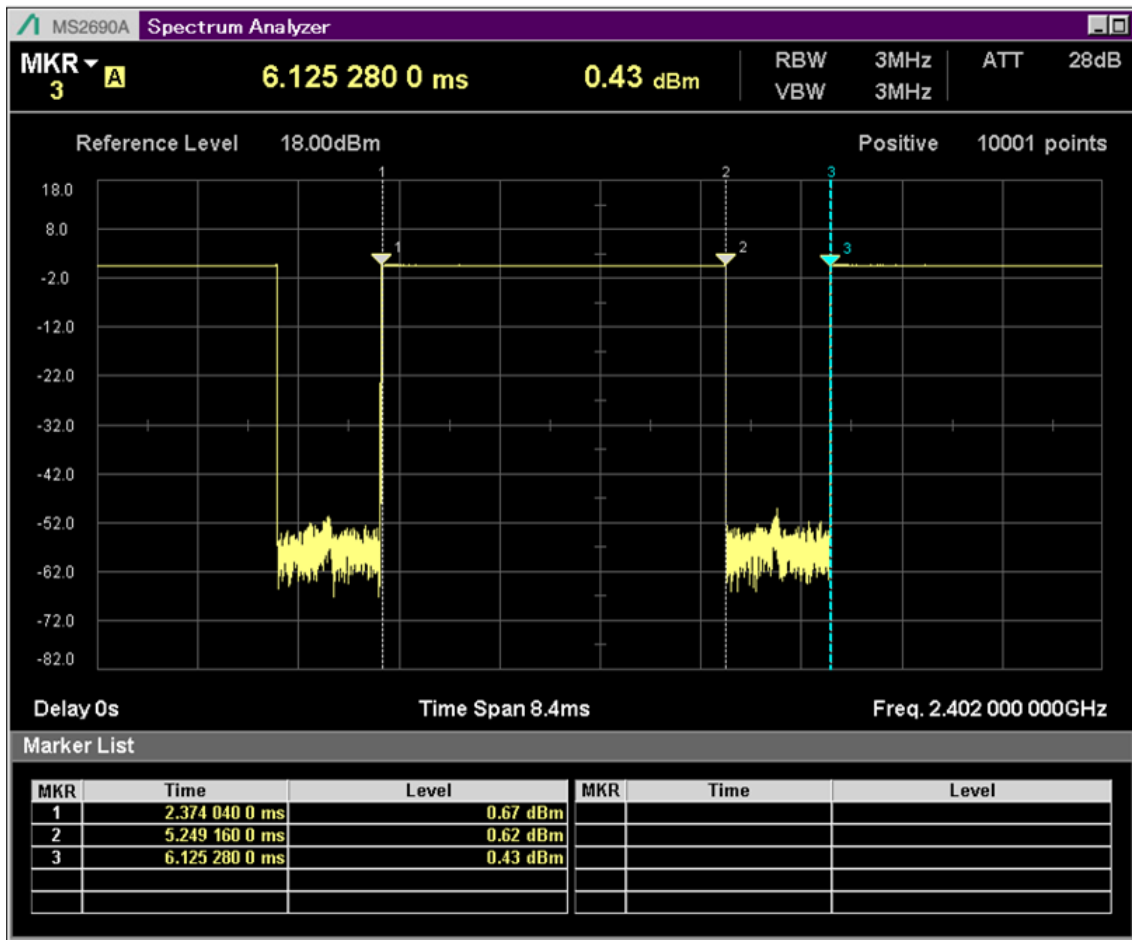 MS2690A Spectrum Analyzer
MKR A 6.125 280 0 ms 0.43 dBm RBW 3MHz ATT 28dB
3 VBW 3MHz
Reference Level 18.00dBm Positive 10001 points
1 2 3
18.0
8.0
1 2 3
-2.0
-12.0
-22.0
-32.0
-42.0
-52.0
-62.0
-72.0
-82.0
Delay 0s Time Span 8.4ms Freq. 2.402 000 000GHz
Marker List
MKR Time Level MKR Time Level
1 2.374 040 0 ms 0.67 dBm
2 5.249 160 0 ms 0.62 dBm
3 6.125 280 0 ms 0.43 dBm